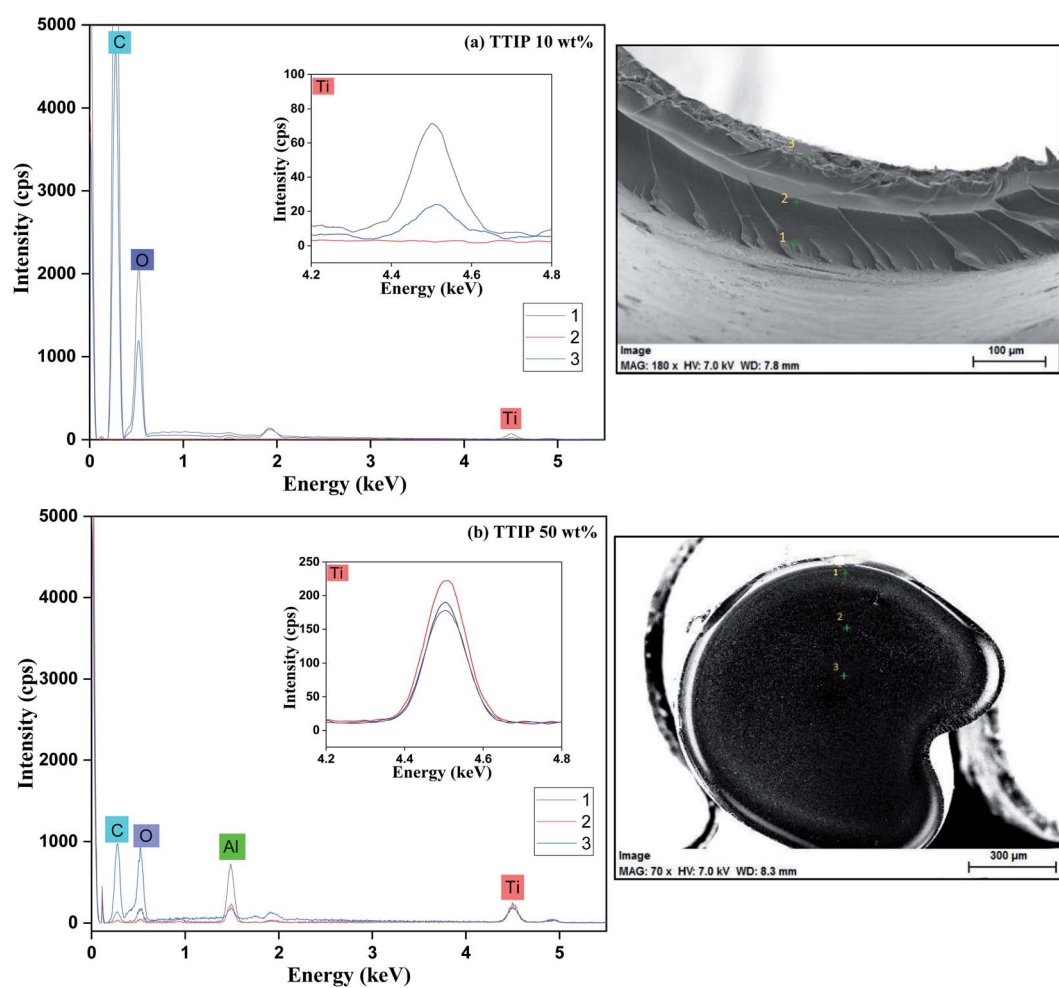 (a) TTIP 10 wt%
5000
4000
3000
2000
1000
0
Intensity (cps)
C
O
Ti
0 1 2 3 4 5
Energy (keV)
Ti
100
80
60
40
20
0
Intensity (cps)
4.2 4.4 4.6 4.8
Energy (keV)
1
2
3
3
2
1
Image
MAG: 180 x HV: 7.0 kV WD: 7.8 mm
100 µm
(b) TTIP 50 wt%
5000
4000
3000
2000
1000
0
Intensity (cps)
C
O
Al
Ti
0 1 2 3 4 5
Energy (keV)
Ti
250
200
150
100
50
0
Intensity (cps)
4.2 4.4 4.6 4.8
Energy (keV)
1
2
3
1
2
3
Image
MAG: 70 x HV: 7.0 kV WD: 8.3 mm
300 µm